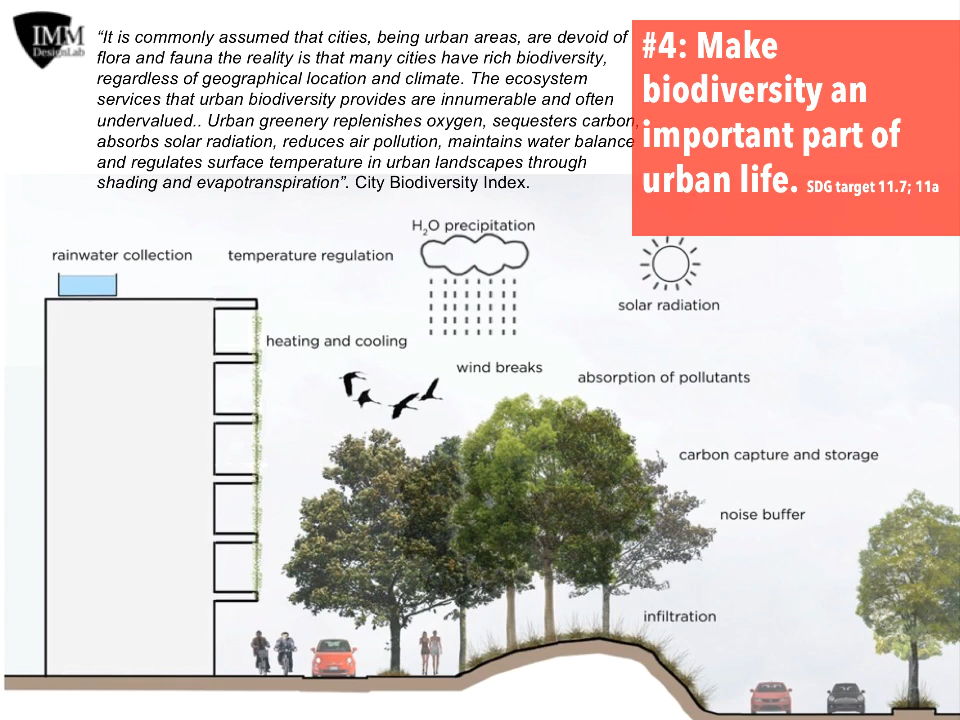 IMM
DesignLab
“It is commonly assumed that cities, being urban areas, are devoid of
flora and fauna the reality is that many cities have rich biodiversity,
regardless of geographical location and climate. The ecosystem
services that urban biodiversity provides are innumerable and often
undervalued.. Urban greenery replenishes oxygen, sequesters carbon,
absorbs solar radiation, reduces air pollution, maintains water balance
and regulates surface temperature in urban landscapes through
shading and evapotranspiration”. City Biodiversity Index.
#4: Make
biodiversity an
important part of
urban life. SDG target 11.7; 11a
H₂O precipitation
rainwater collection
temperature regulation
solar radiation
heating and cooling
wind breaks
absorption of pollutants
carbon capture and storage
noise buffer
infiltration